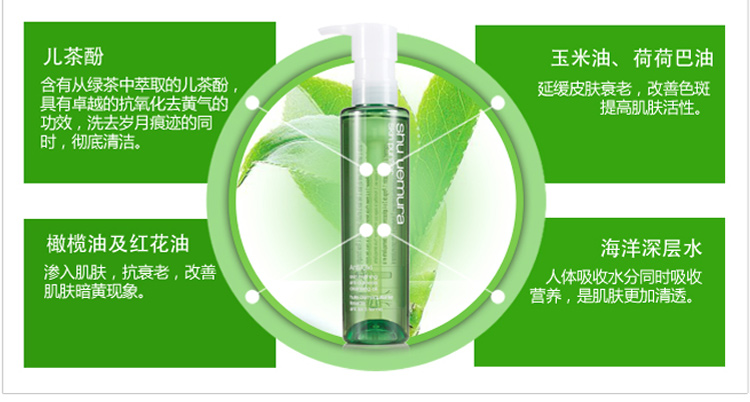 儿茶酚
含有从绿茶中萃取的儿茶酚，
具有卓越的抗氧化去黄气的
功效，洗去岁月痕迹的同
时，彻底清洁。
玉米油、荷荷巴油
延缓皮肤衰老，改善色斑
提高肌肤活性。
橄榄油及红花油
渗入肌肤，抗衰老，改善
肌肤暗黄现象。
海洋深层水
人体吸收水分同时吸收
营养，是肌肤更加清透。
shu uemura